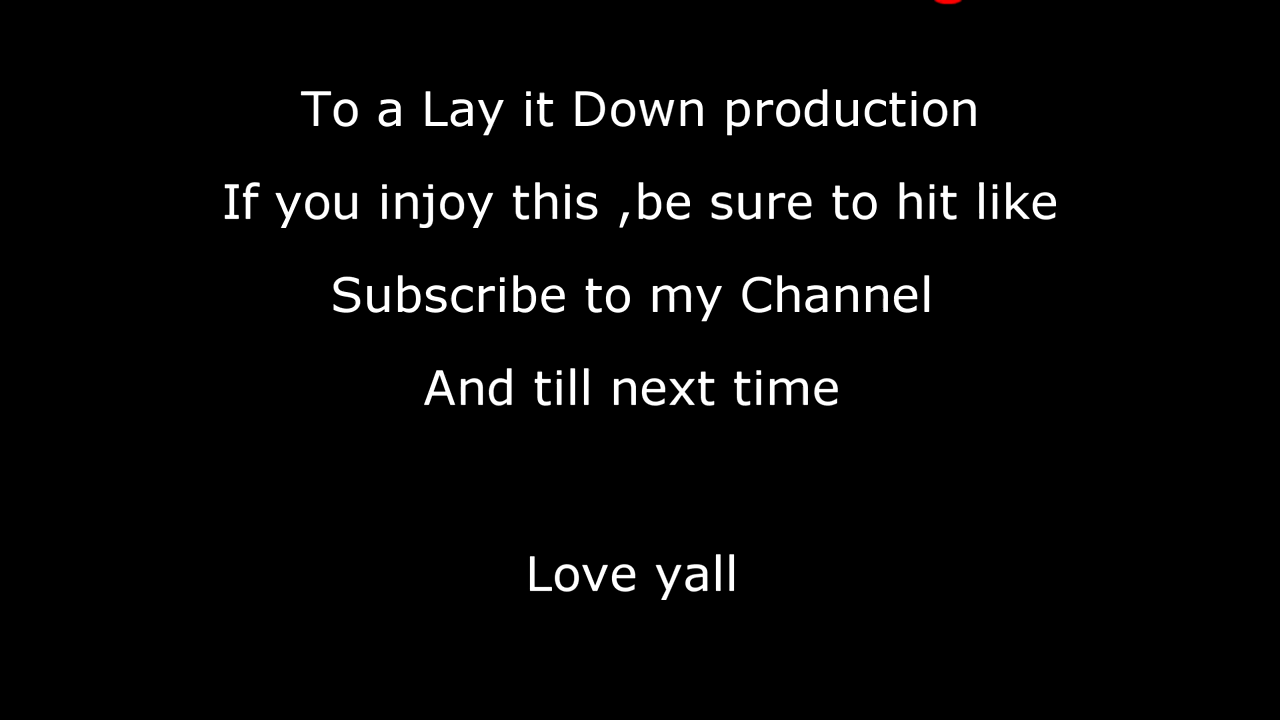 To a Lay it Down production
If you injoy this ,be sure to hit like
Subscribe to my Channel
And till next time
Love yall